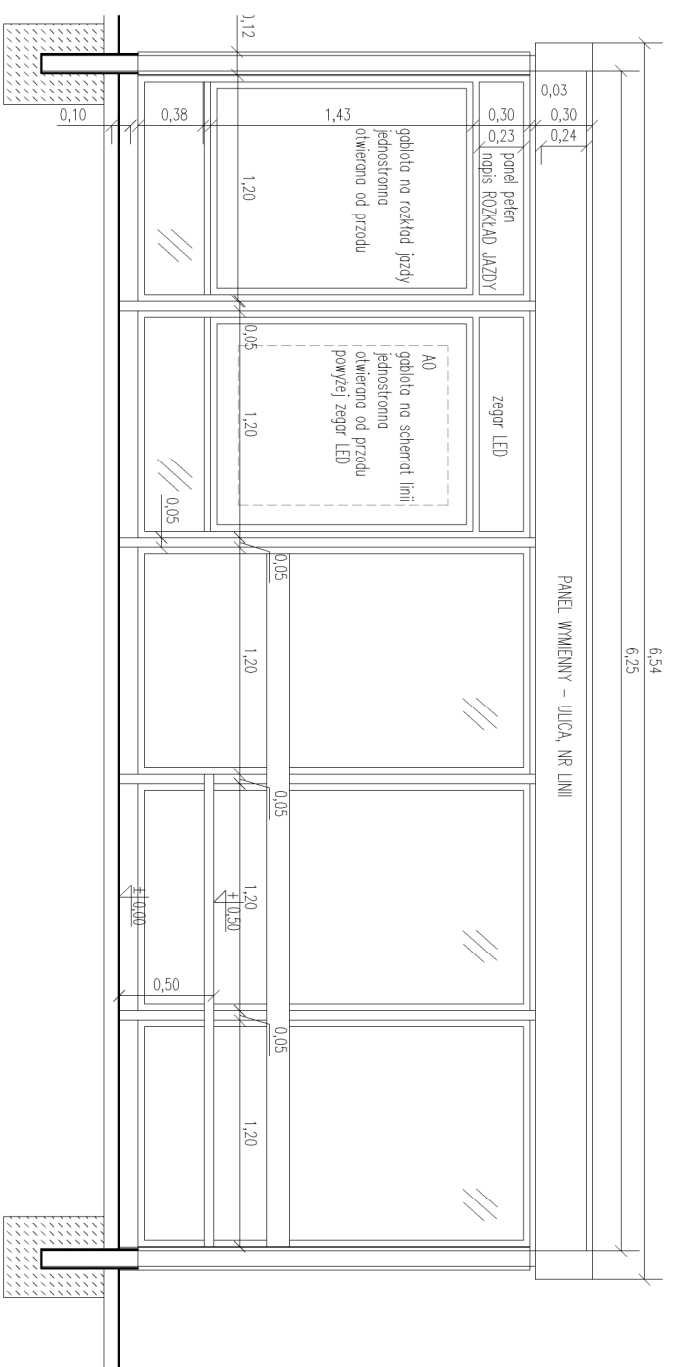 6,54
6,25
PANEL WYMIENNY - ULICA, NR LINII
0,03
0,30
0,24
0,30
0,23
panel pełen
napis ROZKŁAD JAZDY
zegar LED
1,43
gablota na rozkład jazdy
jednostronna
otwierana od przodu
A0
gablota na schemat linii
jednostronna
otwierana od przodu
powyżej zegar LED
0,12
1,20
0,05
1,20
0,05
1,20
0,05
1,20
0,05
1,20
0,38
0,05
+ 0,50
0,50
± 0,00
0,10